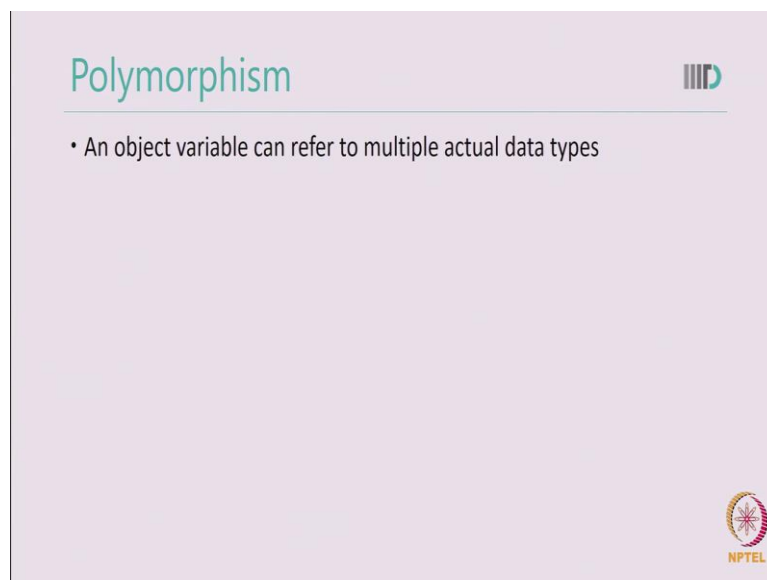 Polymorphism
• An object variable can refer to multiple actual data types
NPTEL